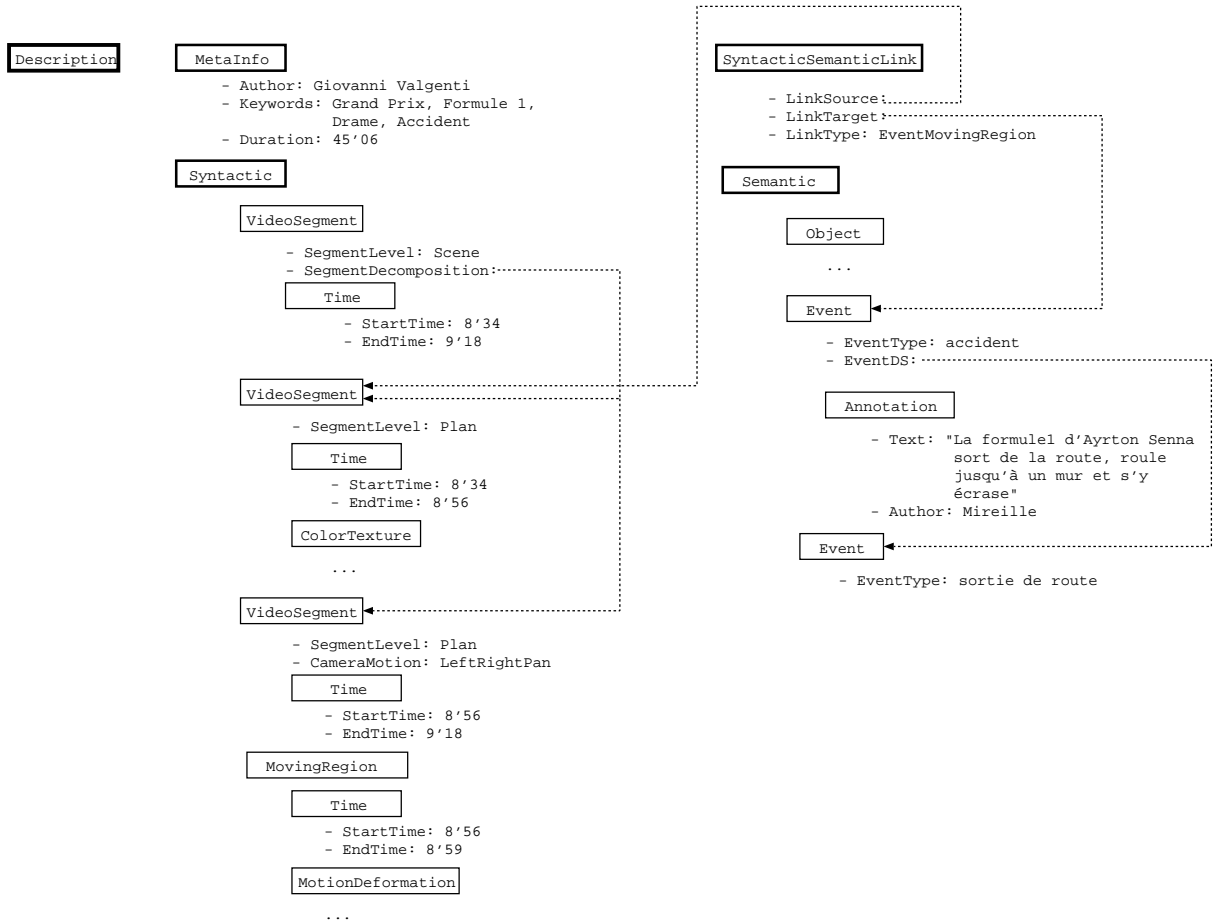 Description
MetaInfo
- Author: Giovanni Valgenti
- Keywords: Grand Prix, Formule 1,
Drame, Accident
- Duration: 45'06
Syntactic
VideoSegment
- SegmentLevel: Scene
- SegmentDecomposition:
Time
- StartTime: 8'34
- EndTime: 9'18
VideoSegment
- SegmentLevel: Plan
Time
- StartTime: 8'34
- EndTime: 8'56
ColorTexture
...
VideoSegment
- SegmentLevel: Plan
- CameraMotion: LeftRightPan
Time
- StartTime: 8'56
- EndTime: 9'18
MovingRegion
Time
- StartTime: 8'56
- EndTime: 8'59
MotionDeformation
...
SyntacticSemanticLink
- LinkSource:
- LinkTarget:
- LinkType: EventMovingRegion
Semantic
Object
...
Event
- EventType: accident
- EventDS:
Annotation
- Text: "La formule1 d'Ayrton Senna
sort de la route, roule
jusqu'à un mur et s'y
écrase"
- Author: Mireille
Event
- EventType: sortie de route